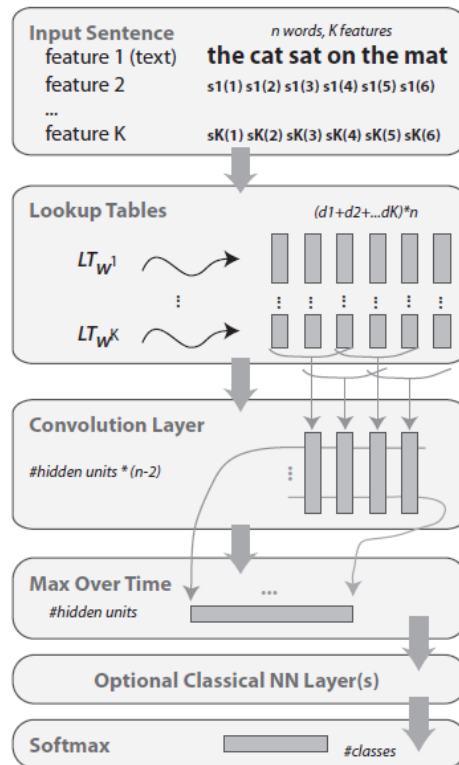 Input Sentence
n words, K features
feature 1 (text) the cat sat on the mat
feature 2 s1(1) s1(2) s1(3) s1(4) s1(5) s1(6)
...
feature K sK(1) sK(2) sK(3) sK(4) sK(5) sK(6)
Lookup Tables
(d1+d2+...dK)*n
LTW1
LTWK
Convolution Layer
#hidden units * (n-2)
Max Over Time
...
#hidden units
Optional Classical NN Layer(s)
Softmax
#classes